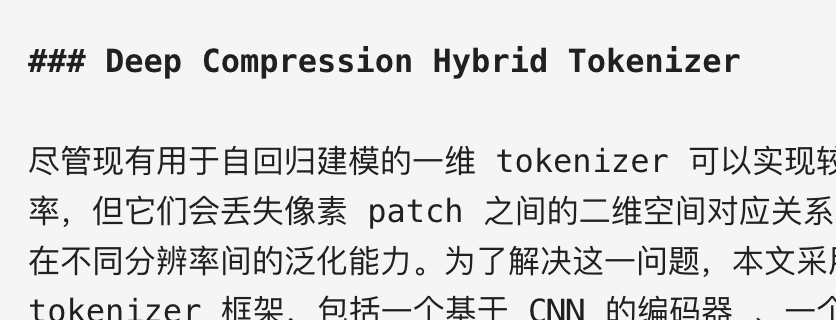 ### Deep Compression Hybrid Tokenizer
尽管现有用于自回归建模的一维 tokenizer 可以实现较
率，但它们会丢失像素 patch 之间的二维空间对应关系
在不同分辨率间的泛化能力。为了解决这一问题，本文采用
tokenizer 框架，包括一个基于 CNN 的编码器 、一个